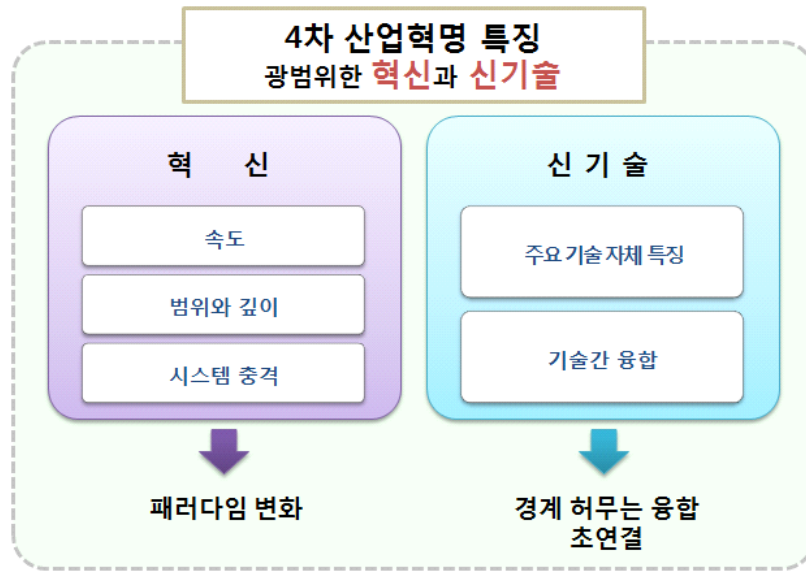 4차 산업혁명 특징
광범위한 혁신과 신기술
혁 신
속도
범위와 깊이
시스템 충격
패러다임 변화
신 기 술
주요 기술 자체 특징
기술간 융합
경계 허무는 융합
초연결